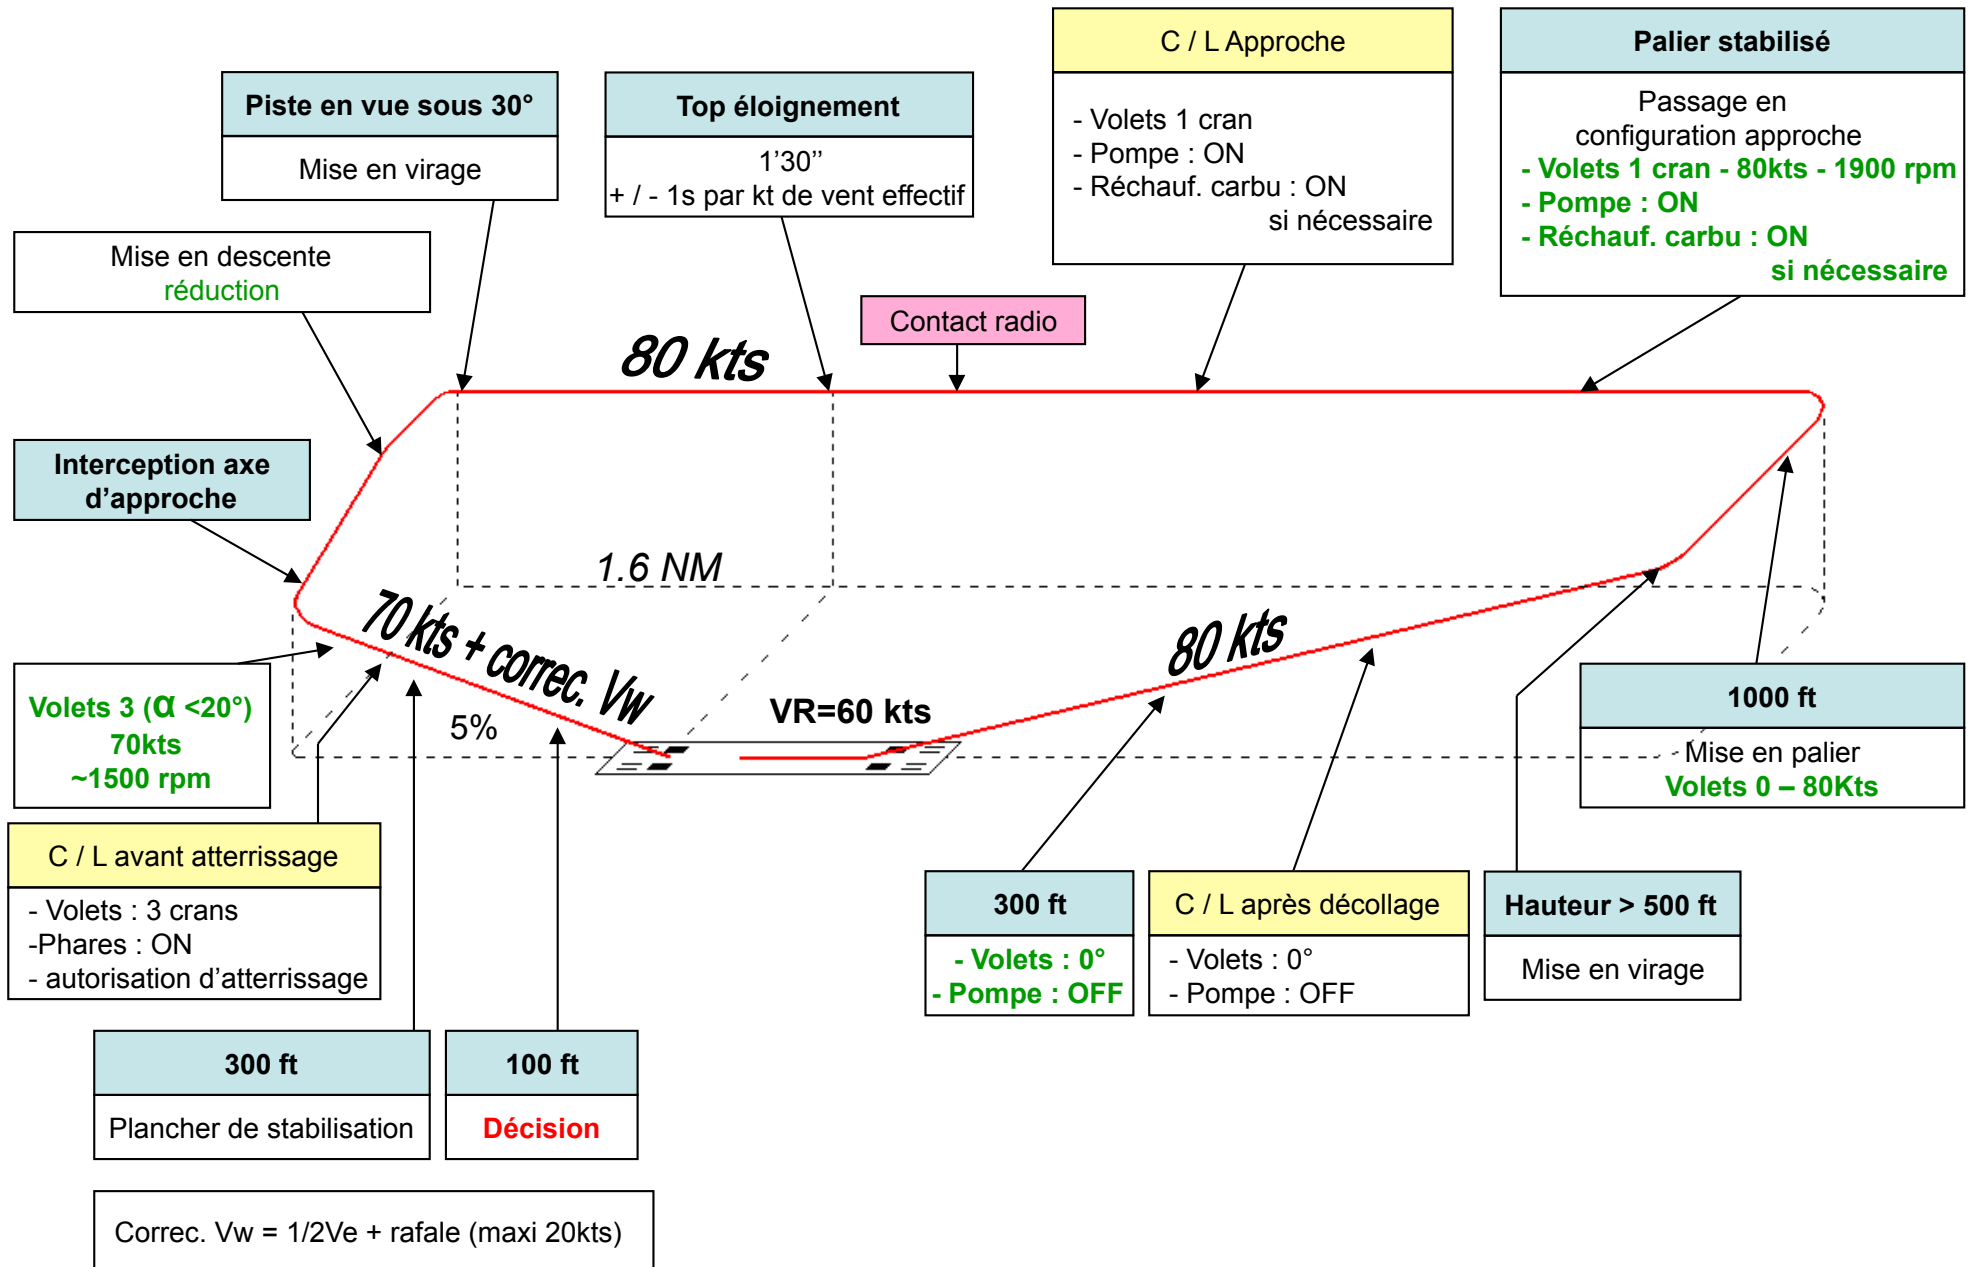 C / L Approche
- Volets 1 cran
- Pompe : ON
- Réchauf. carbu : ON
si nécessaire
Palier stabilisé
Passage en
configuration approche
- Volets 1 cran - 80kts - 1900 rpm
- Pompe : ON
- Réchauf. carbu : ON
si nécessaire
Piste en vue sous 30°
Mise en virage
Top éloignement
1’30’’
+ / - 1s par kt de vent effectif
Mise en descente
réduction
Contact radio
80 kts
Interception axe
d’approche
1.6 NM
70 kts + correc. Vw
80 kts
Volets 3 (α <20°)
70kts
~1500 rpm
5%
VR=60 kts
1000 ft
Mise en palier
Volets 0 – 80Kts
C / L avant atterrissage
- Volets : 3 crans
-Phares : ON
- autorisation d’atterrissage
300 ft
- Volets : 0°
- Pompe : OFF
C / L après décollage
- Volets : 0°
- Pompe : OFF
Hauteur > 500 ft
Mise en virage
300 ft
Plancher de stabilisation
100 ft
Décision
Correc. Vw = 1/2Ve + rafale (maxi 20kts)